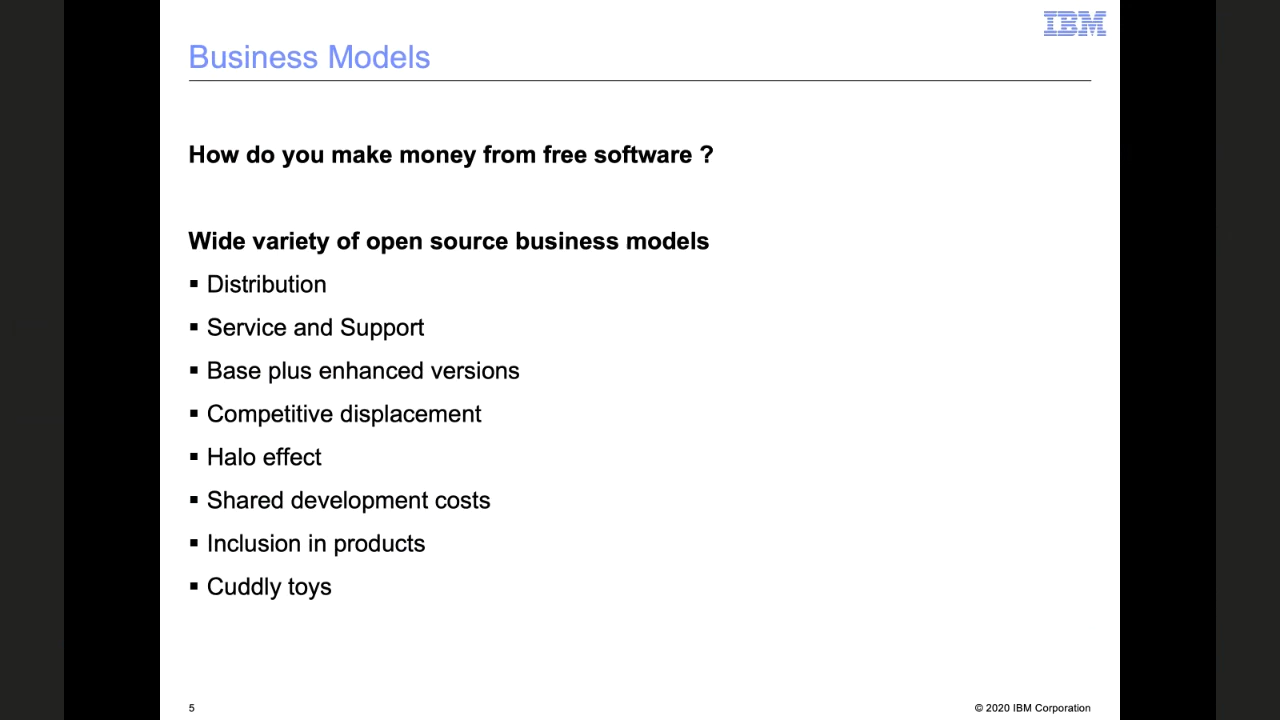 IBM
Business Models
How do you make money from free software ?
Wide variety of open source business models
▪ Distribution
▪ Service and Support
▪ Base plus enhanced versions
▪ Competitive displacement
▪ Halo effect
▪ Shared development costs
▪ Inclusion in products
▪ Cuddly toys
5
© 2020 IBM Corporation